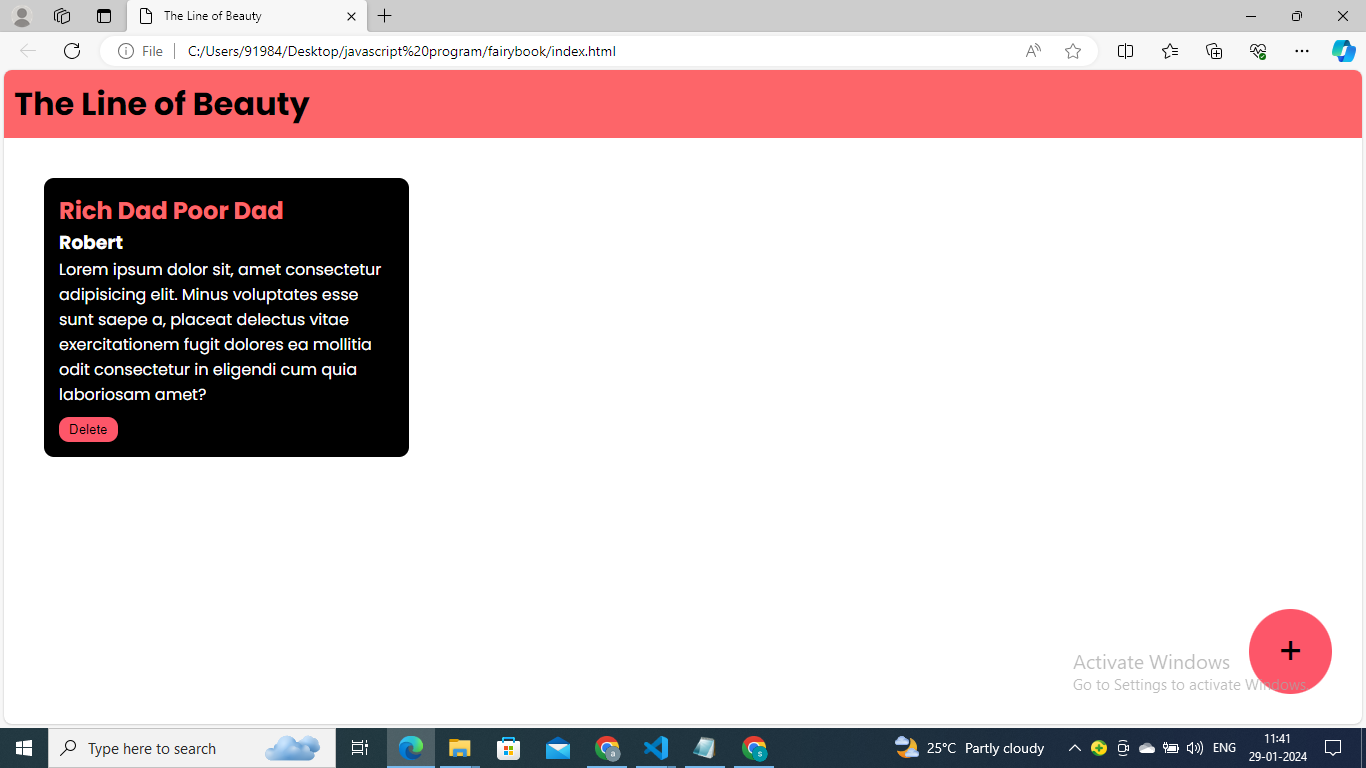 The Line of Beauty
File
C:/Users/91984/Desktop/javascript%20program/fairybook/index.html
The Line of Beauty
Rich Dad Poor Dad
Robert
Lorem ipsum dolor sit, amet consectetur
adipisicing elit. Minus voluptates esse
sunt saepe a, placeat delectus vitae
exercitationem fugit dolores ea mollitia
odit consectetur in eligendi cum quia
laboriosam amet?
Delete
+
Activate Windows
Go to Settings to activate Windows.
Type here to search
a
s
25°C Partly cloudy
ENG
11:41
29-01-2024